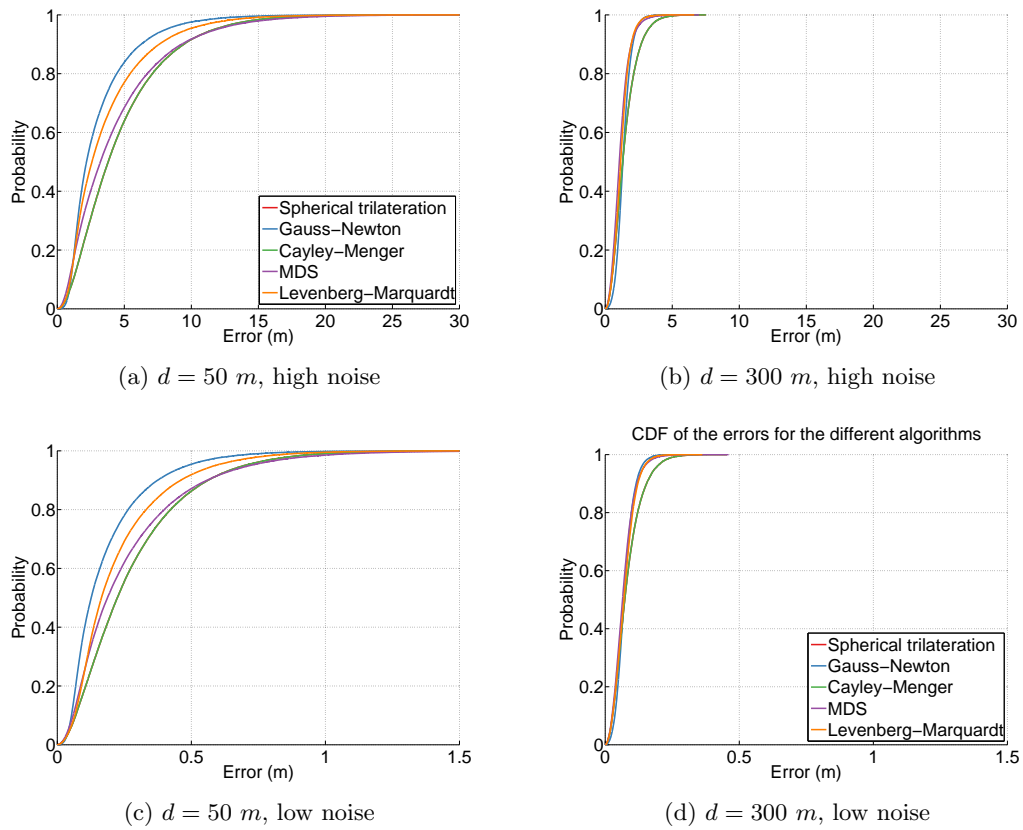 1
0.8
0.6
0.4
0.2
0
Probability
0 5 10 15 20 25 30
Error (m)
Spherical trilateration
Gauss−Newton
Cayley−Menger
MDS
Levenberg−Marquardt
(a) d = 50 m, high noise
1
0.8
0.6
0.4
0.2
0
Probability
0 5 10 15 20 25 30
Error (m)
(b) d = 300 m, high noise
1
0.8
0.6
0.4
0.2
0
Probability
0 0.5 1 1.5
Error (m)
(c) d = 50 m, low noise
CDF of the errors for the different algorithms
1
0.8
0.6
0.4
0.2
0
Probability
0 0.5 1 1.5
Error (m)
Spherical trilateration
Gauss−Newton
Cayley−Menger
MDS
Levenberg−Marquardt
(d) d = 300 m, low noise